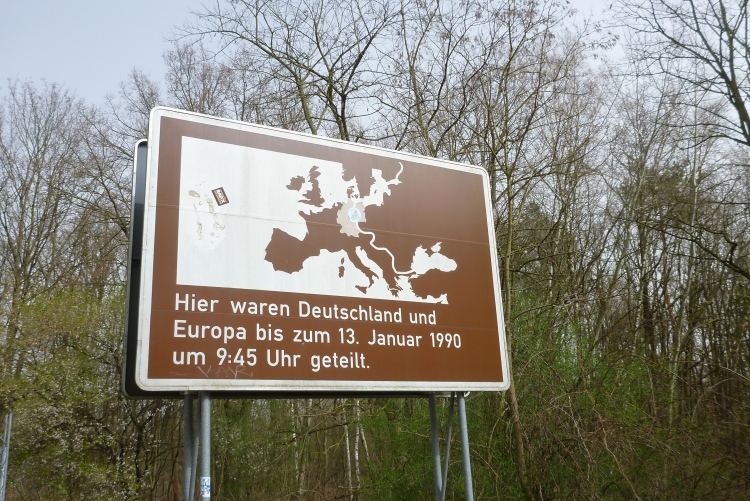 Hier waren Deutschland und
Europa bis zum 13. Januar 1990
um 9:45 Uhr geteilt.